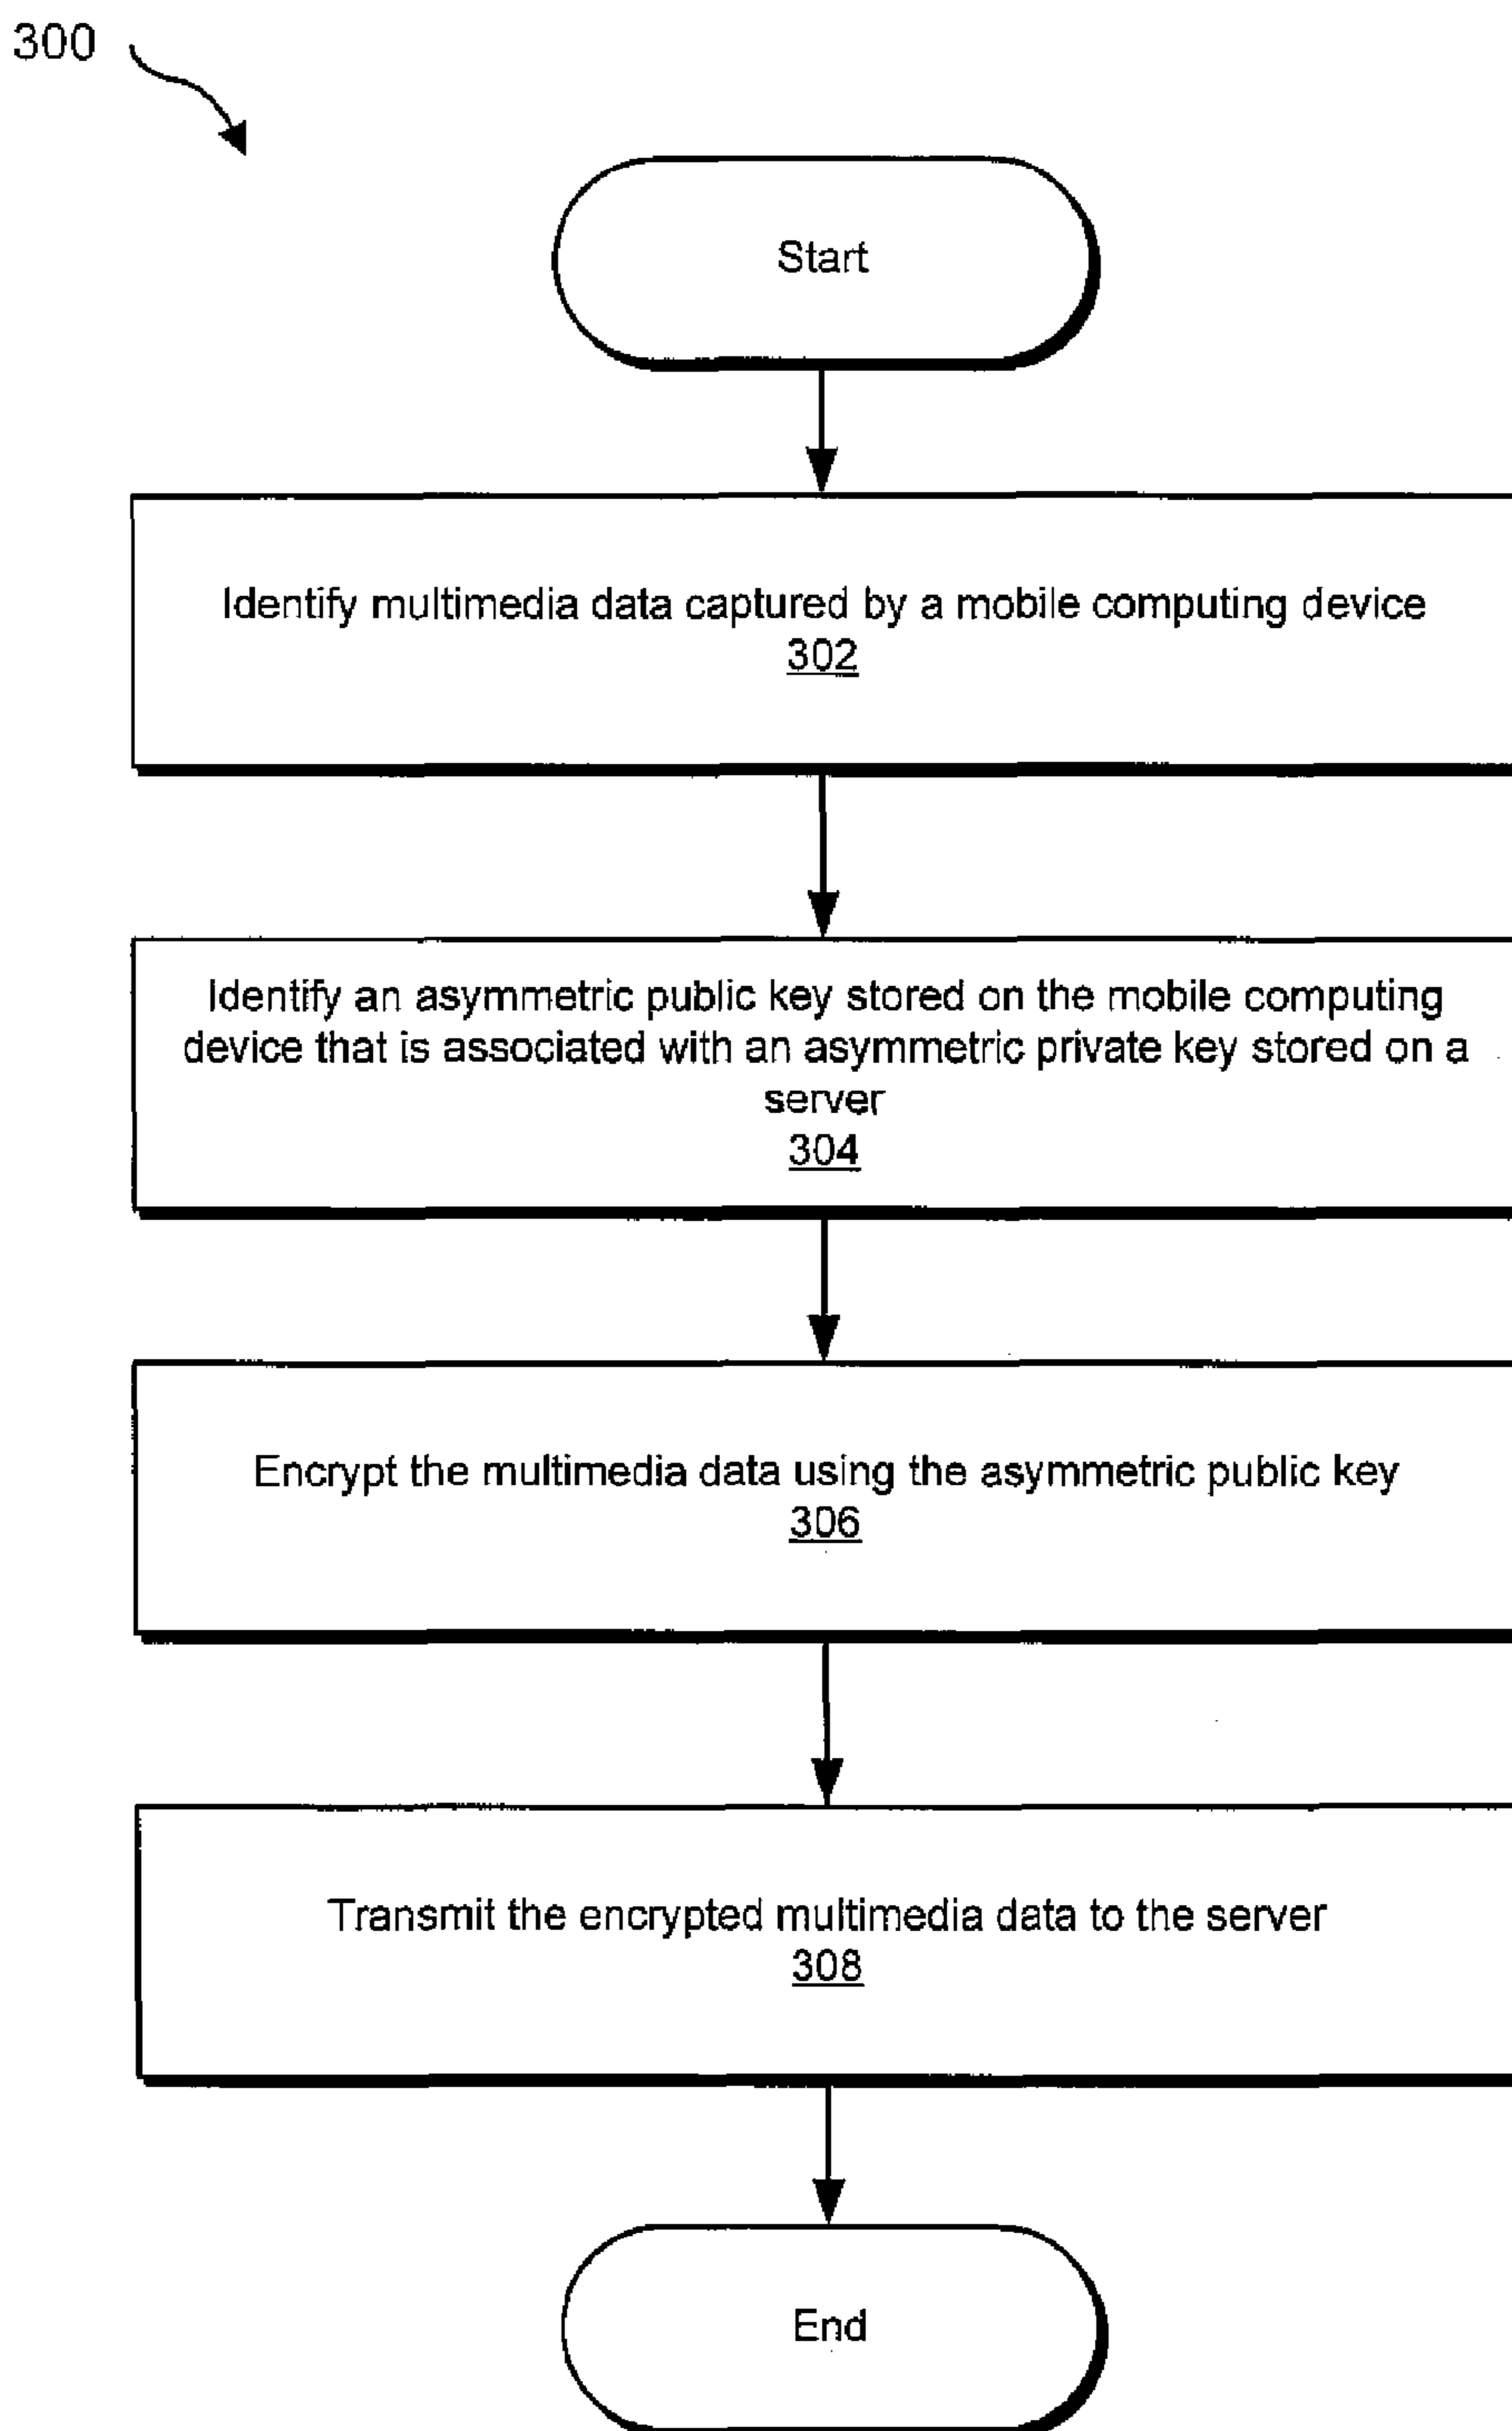 300
Start
Identify multimedia data captured by a mobile computing device
302
Identify an asymmetric public key stored on the mobile computing
device that is associated with an asymmetric private key stored on a
server
304
Encrypt the multimedia data using the asymmetric public key
306
Transmit the encrypted multimedia data to the server
308
End